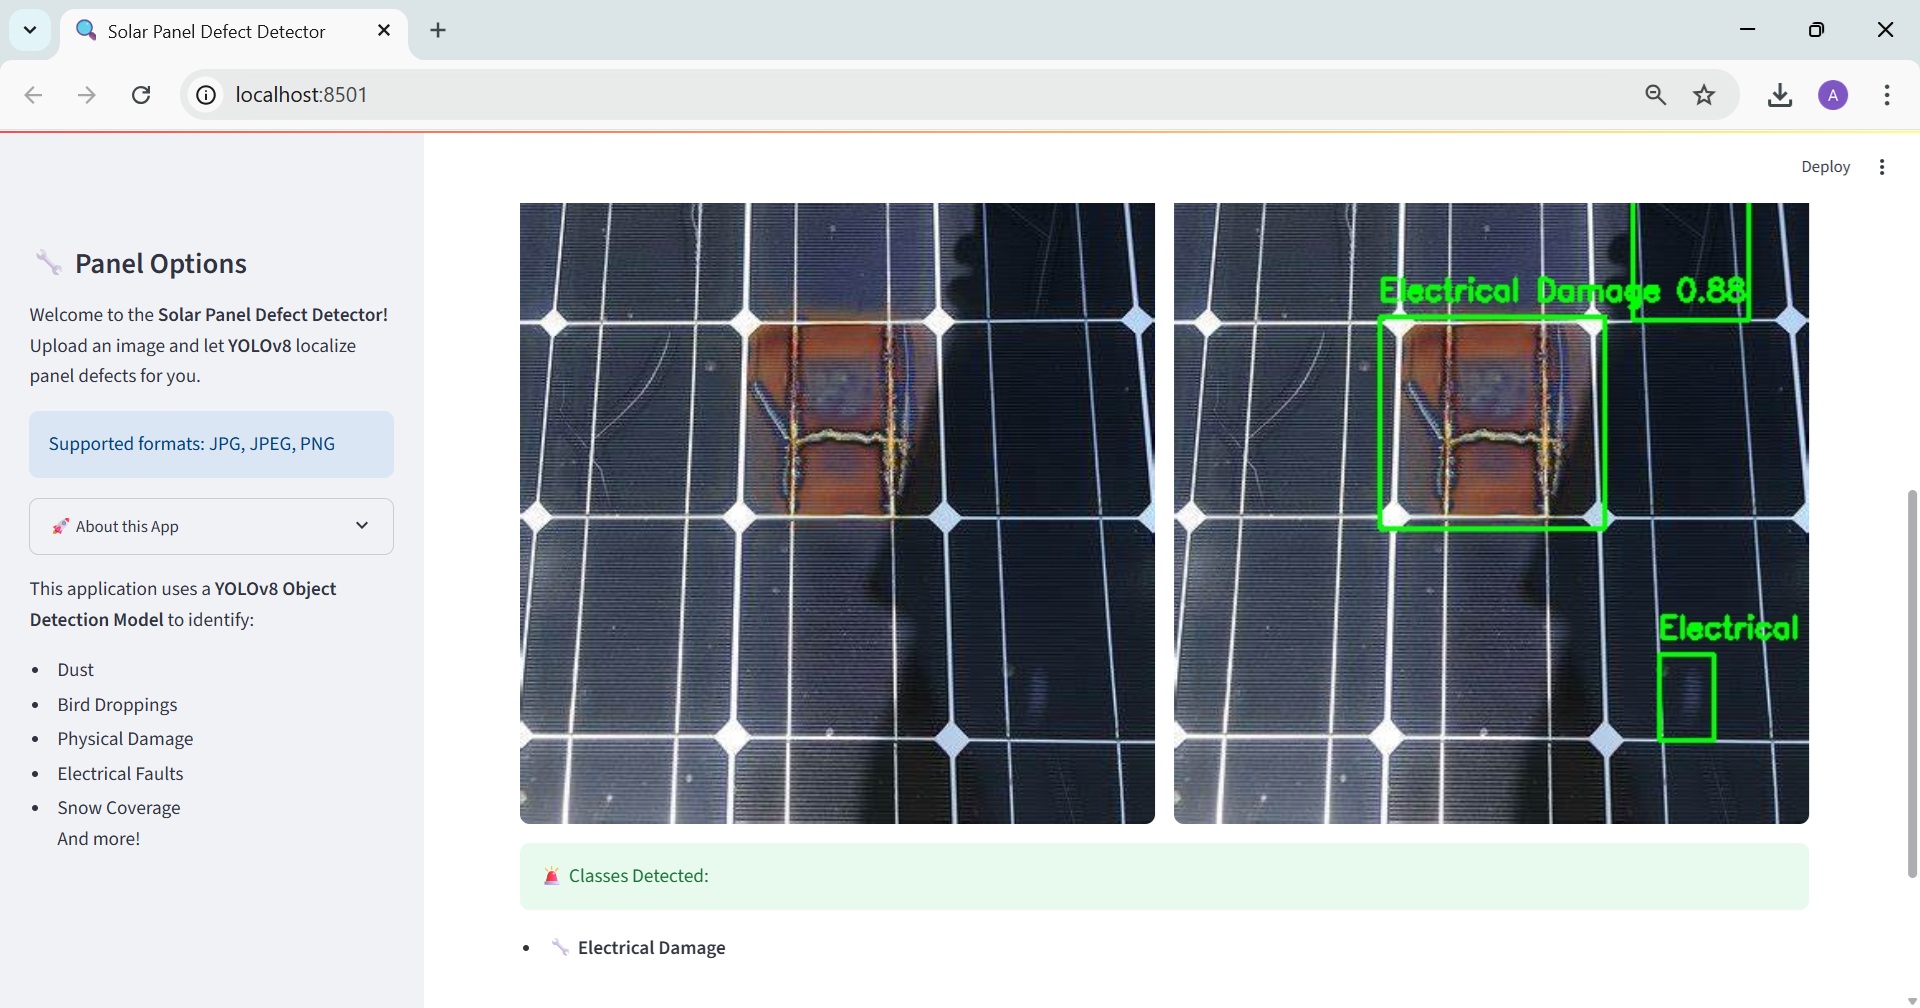 Solar Panel Defect Detector
localhost:8501
A
Deploy
🔧 Panel Options
Welcome to the Solar Panel Defect Detector!
Upload an image and let YOLOv8 localize
panel defects for you.
Supported formats: JPG, JPEG, PNG
🚀 About this App
This application uses a YOLOv8 Object
Detection Model to identify:
• Dust
• Bird Droppings
• Physical Damage
• Electrical Faults
• Snow Coverage
And more!
Electrical Damage 0.88
Electrical
🚨 Classes Detected:
• 🔧 Electrical Damage